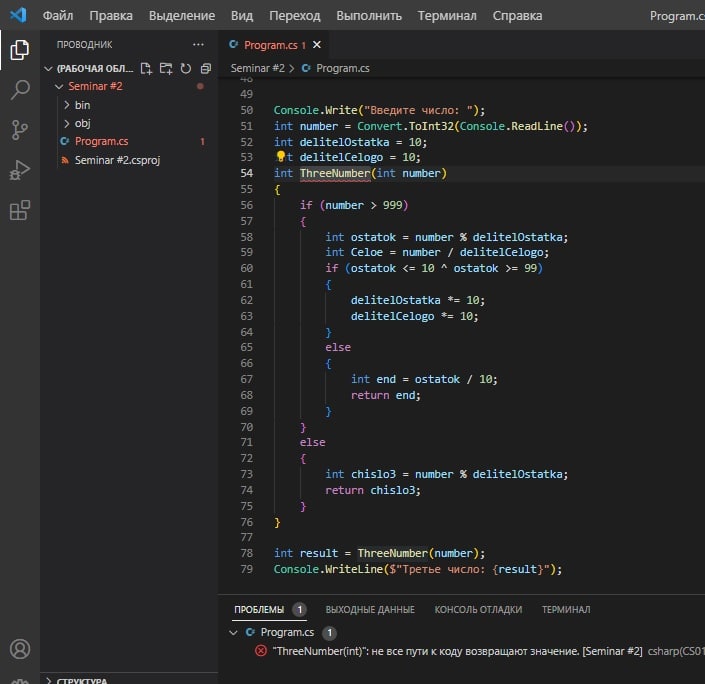 Файл Правка Выделение Вид Переход Выполнить Терминал Справка Program.cs
ПРОВОДНИК ...
Program.cs 1
(РАБОЧАЯ ОБЛ...
Seminar #2 > Program.cs
Seminar #2
bin
obj
Program.cs 1
Seminar #2.csproj
48
49
50 Console.Write("Введите число: ");
51 int number = Convert.ToInt32(Console.ReadLine());
52 int delitelOstatka = 10;
53 t delitelCelogo = 10;
54 int ThreeNumber(int number)
55 {
56 if (number > 999)
57 {
58 int ostatok = number % delitelOstatka;
59 int Celoe = number / delitelCelogo;
60 if (ostatok <= 10 ^ ostatok >= 99)
61 {
62 delitelOstatka *= 10;
63 delitelCelogo *= 10;
64 }
65 else
66 {
67 int end = ostatok / 10;
68 return end;
69 }
70 }
71 else
72 {
73 int chislo3 = number % delitelOstatka;
74 return chislo3;
75 }
76 }
77
78 int result = ThreeNumber(number);
79 Console.WriteLine($"Третье число: {result}");
ПРОБЛЕМЫ 1 ВЫХОДНЫЕ ДАННЫЕ КОНСОЛЬ ОТЛАДКИ ТЕРМИНАЛ
Program.cs 1
"ThreeNumber(int)": не все пути к коду возвращают значение. [Seminar #2] csharp(CS01
СТРУКТУРА